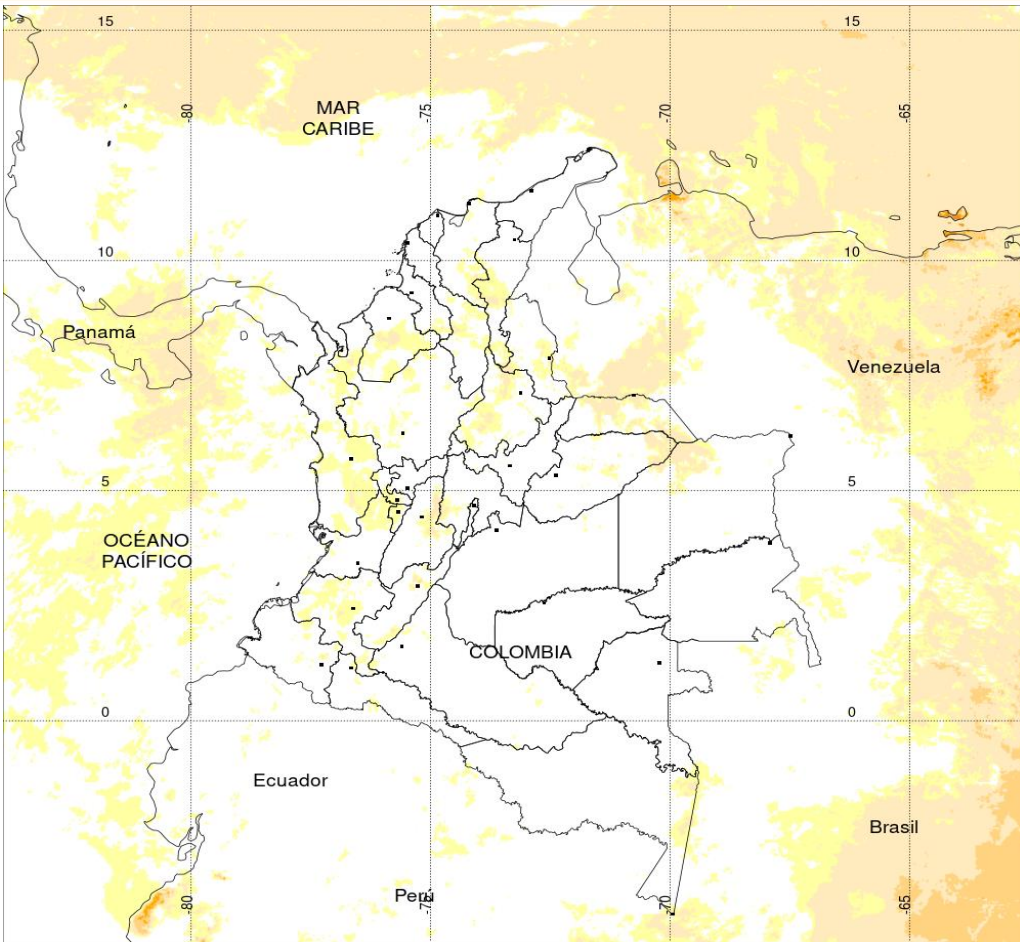 15
15
-80
-75
-70
-65
MAR
CARIBE
10
10
Panamá
Venezuela
5
5
OCÉANO
PACÍFICO
COLOMBIA
0
0
Ecuador
Brasil
Perú
-80
-75
-70
-65